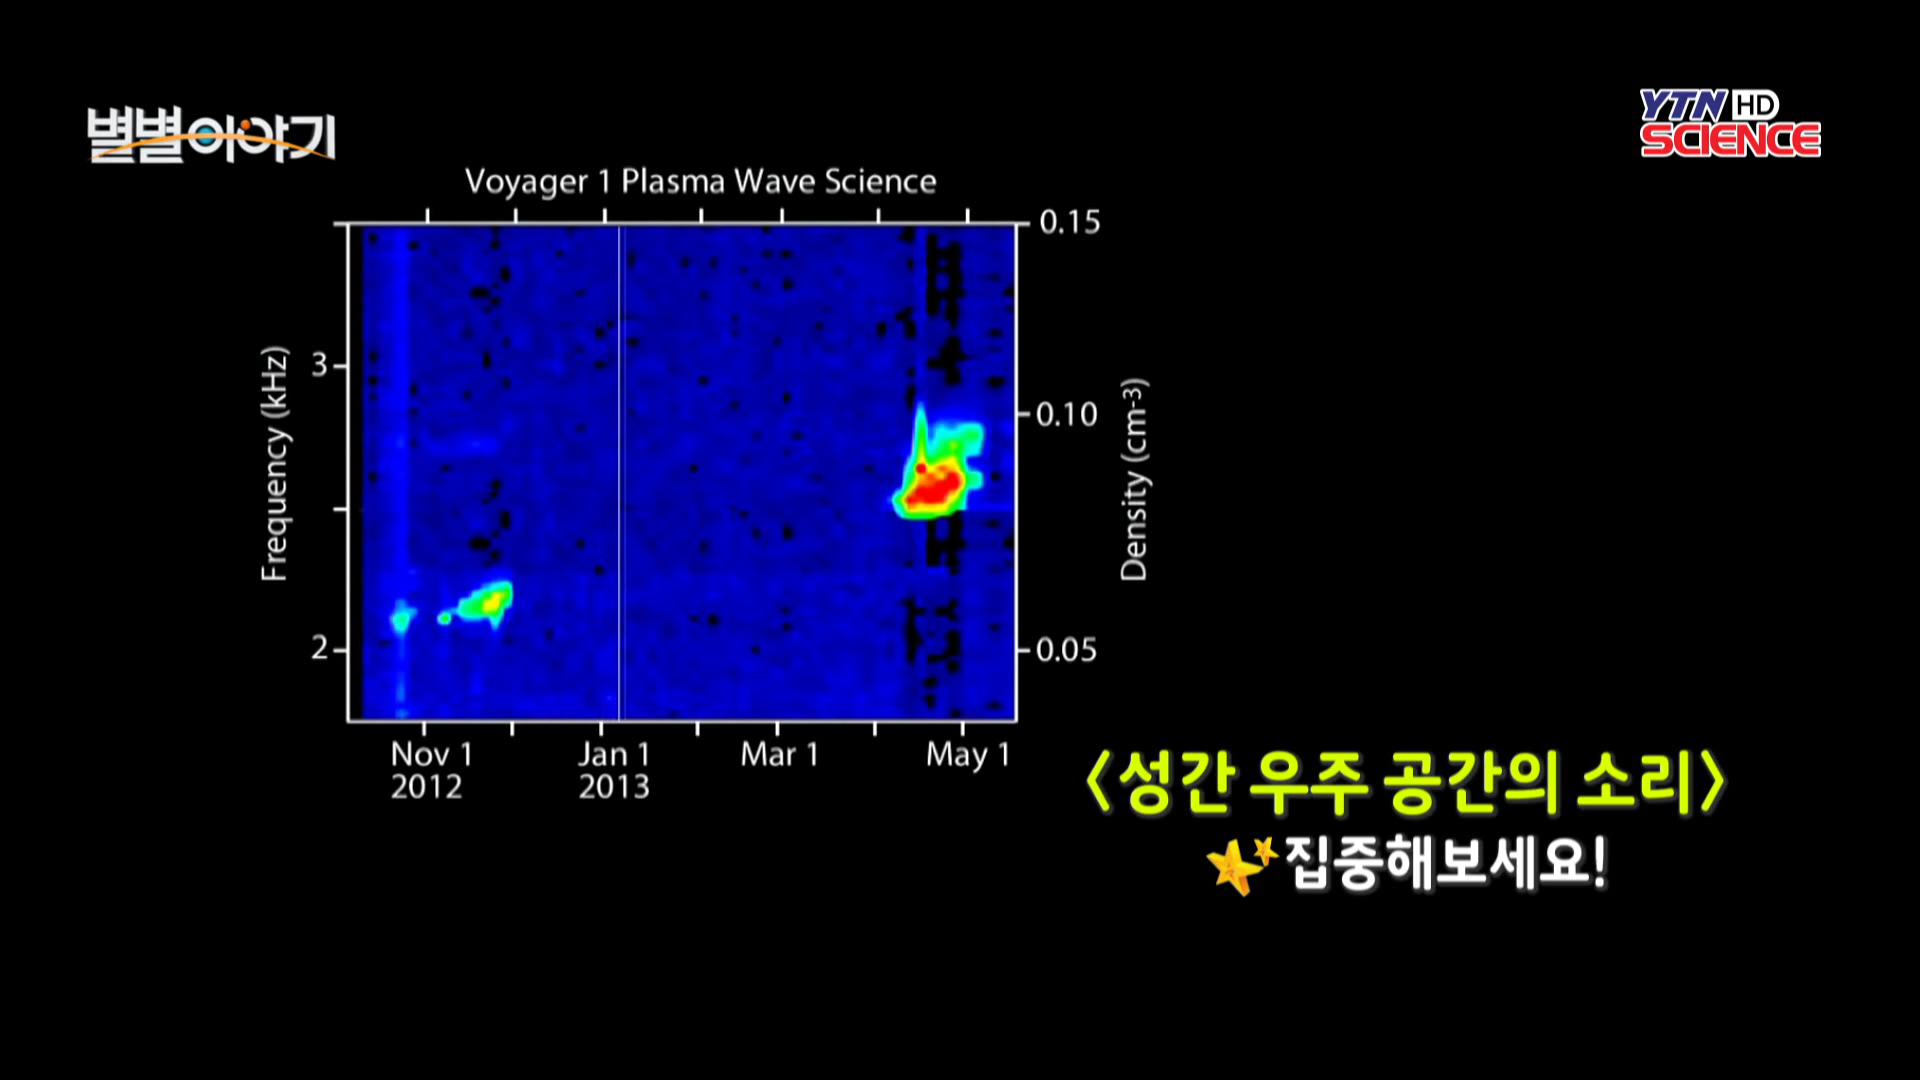 별별이야기
YTN HD
SCIENCE
Voyager 1 Plasma Wave Science
0.15
3
0.10
Frequency (kHz)
Density (cm-3)
2
0.05
Nov 1
2012
Jan 1
2013
Mar 1
May 1
〈성간 우주 공간의 소리〉
집중해보세요!